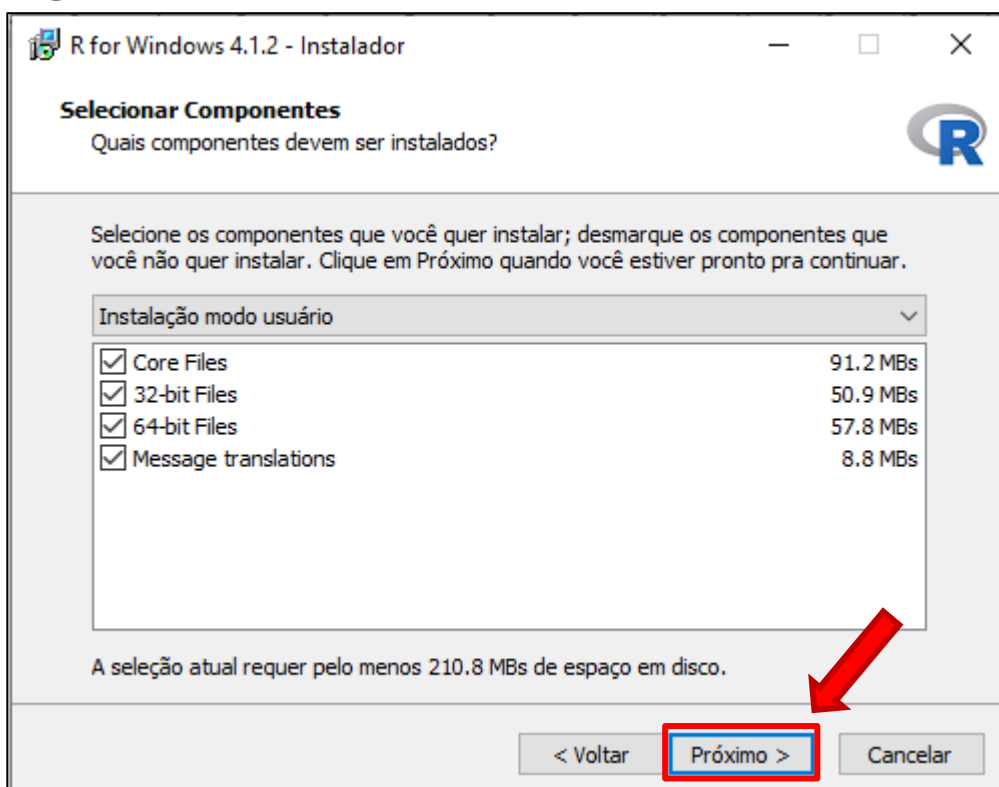 R for Windows 4.1.2 - Instalador
Selecionar Componentes
Quais componentes devem ser instalados?
R
Selecione os componentes que você quer instalar; desmarque os componentes que
você não quer instalar. Clique em Próximo quando você estiver pronto pra continuar.
Instalação modo usuário
Core Files 91.2 MBs
32-bit Files 50.9 MBs
64-bit Files 57.8 MBs
Message translations 8.8 MBs
A seleção atual requer pelo menos 210.8 MBs de espaço em disco.
< Voltar Próximo > Cancelar